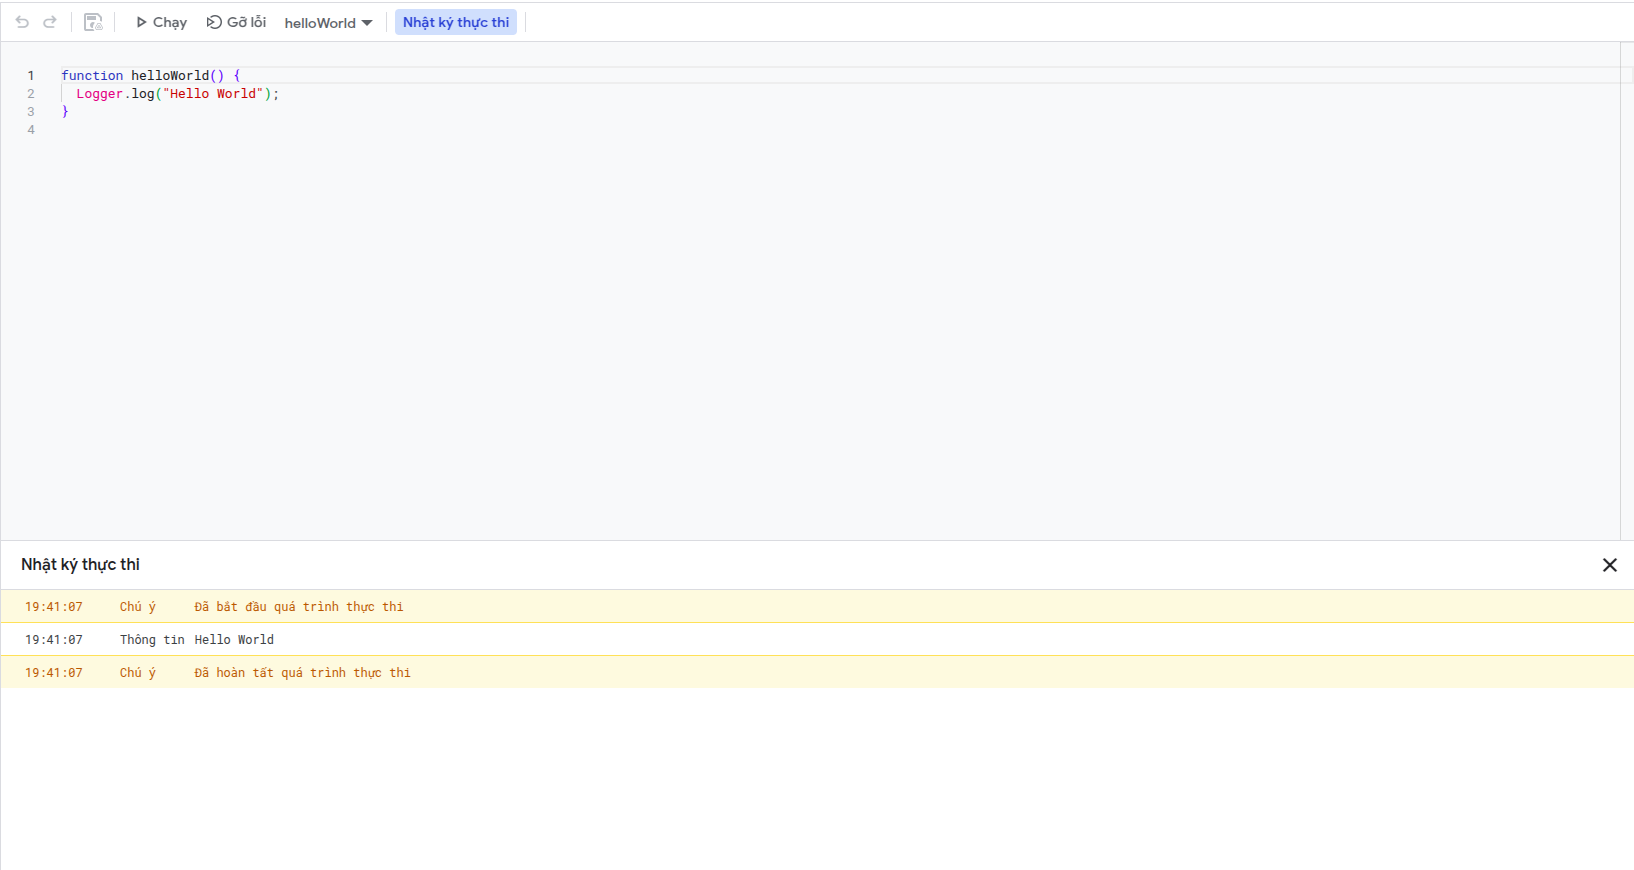 Chạy Gỡ lỗi helloWorld Nhật ký thực thi
1 function helloWorld() {
2 Logger.log("Hello World");
3 }
4
Nhật ký thực thi
19:41:07 Chú ý Đã bắt đầu quá trình thực thi
19:41:07 Thông tin Hello World
19:41:07 Chú ý Đã hoàn tất quá trình thực thi